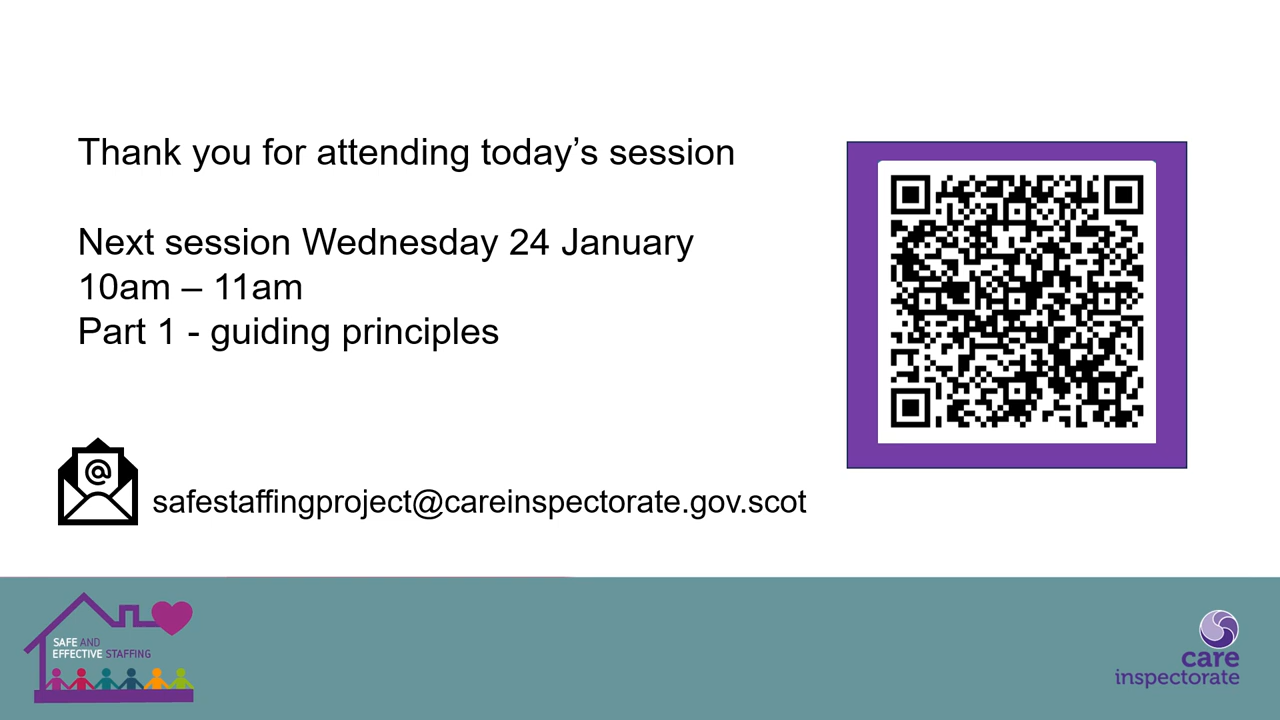 Thank you for attending today’s session
Next session Wednesday 24 January
10am – 11am
Part 1 - guiding principles
@
safestaffingproject@careinspectorate.gov.scot
SAFE AND
EFFECTIVE STAFFING
care
inspectorate